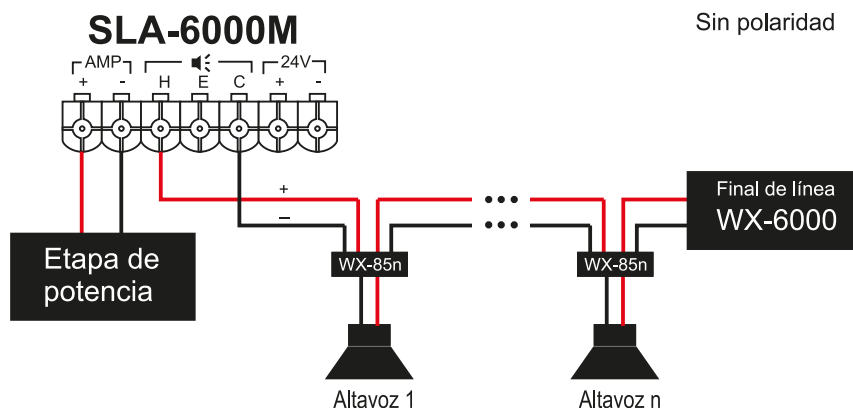 SLA-6000M
Sin polaridad
AMP 24V
+ - H E C + -
+
–
Final de línea
WX-6000
Etapa de
potencia
WX-85n WX-85n
Altavoz 1 Altavoz n